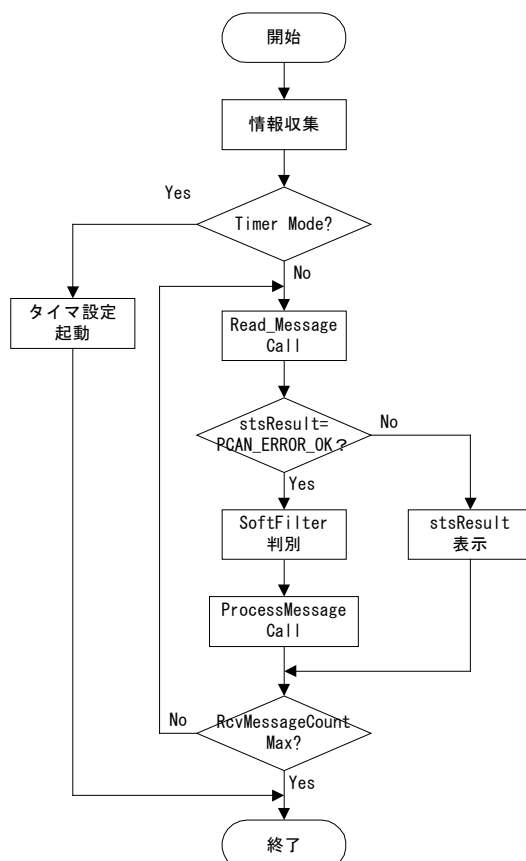 開始
情報収集
Yes
Timer Mode?
No
タイマ設定
起動
Read_Message
Call
stsResult=
PCAN_ERROR_OK?
No
Yes
SoftFilter
判別
stsResult
表示
ProcessMessage
Call
No
RcvMessageCount
Max?
Yes
終了